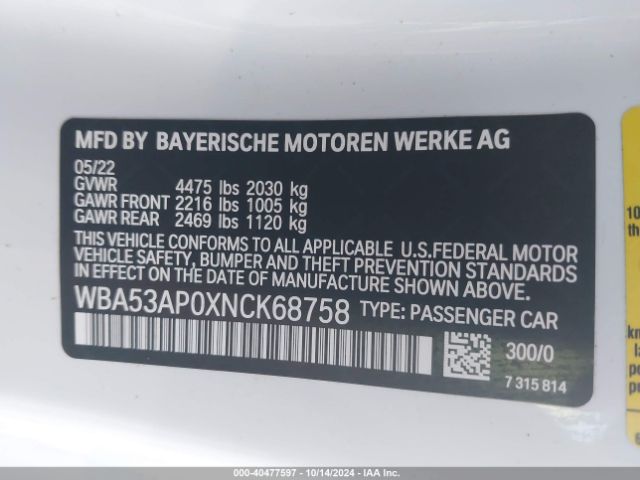 MFD BY BAYERISCHE MOTOREN WERKE AG
05/22
GVWR 4475 lbs 2030 kg
GAWR FRONT 2216 lbs 1005 kg
GAWR REAR 2469 lbs 1120 kg
THIS VEHICLE CONFORMS TO ALL APPLICABLE U.S.FEDERAL MOTOR
VEHICLE SAFETY, BUMPER AND THEFT PREVENTION STANDARDS
IN EFFECT ON THE DATE OF MANUFACTURE SHOWN ABOVE.
WBA53AP0XNCK68758 TYPE: PASSENGER CAR
300/0
7 315 814
10
th
000-40477597 - 10/14/2024 - IAA Inc.